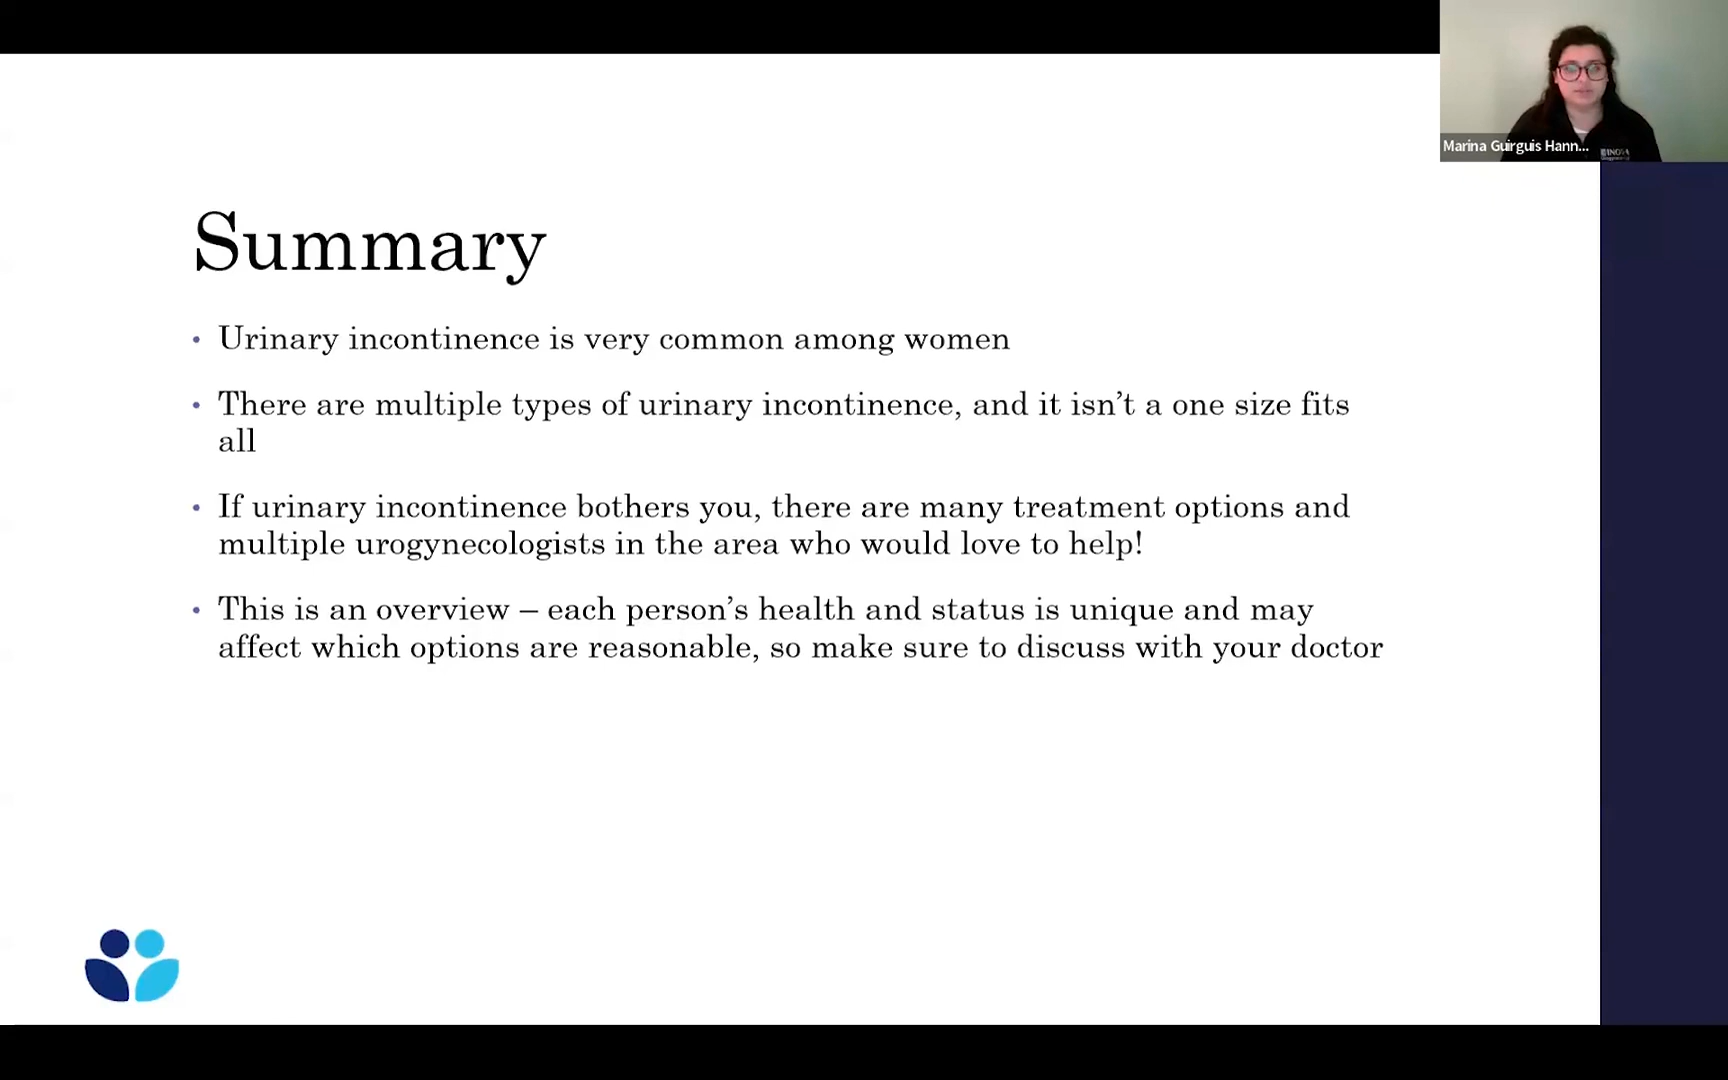 Marina Guirguis Hann...
INOVA
Summary
• Urinary incontinence is very common among women
• There are multiple types of urinary incontinence, and it isn’t a one size fits
all
• If urinary incontinence bothers you, there are many treatment options and
multiple urogynecologists in the area who would love to help!
• This is an overview – each person’s health and status is unique and may
affect which options are reasonable, so make sure to discuss with your doctor